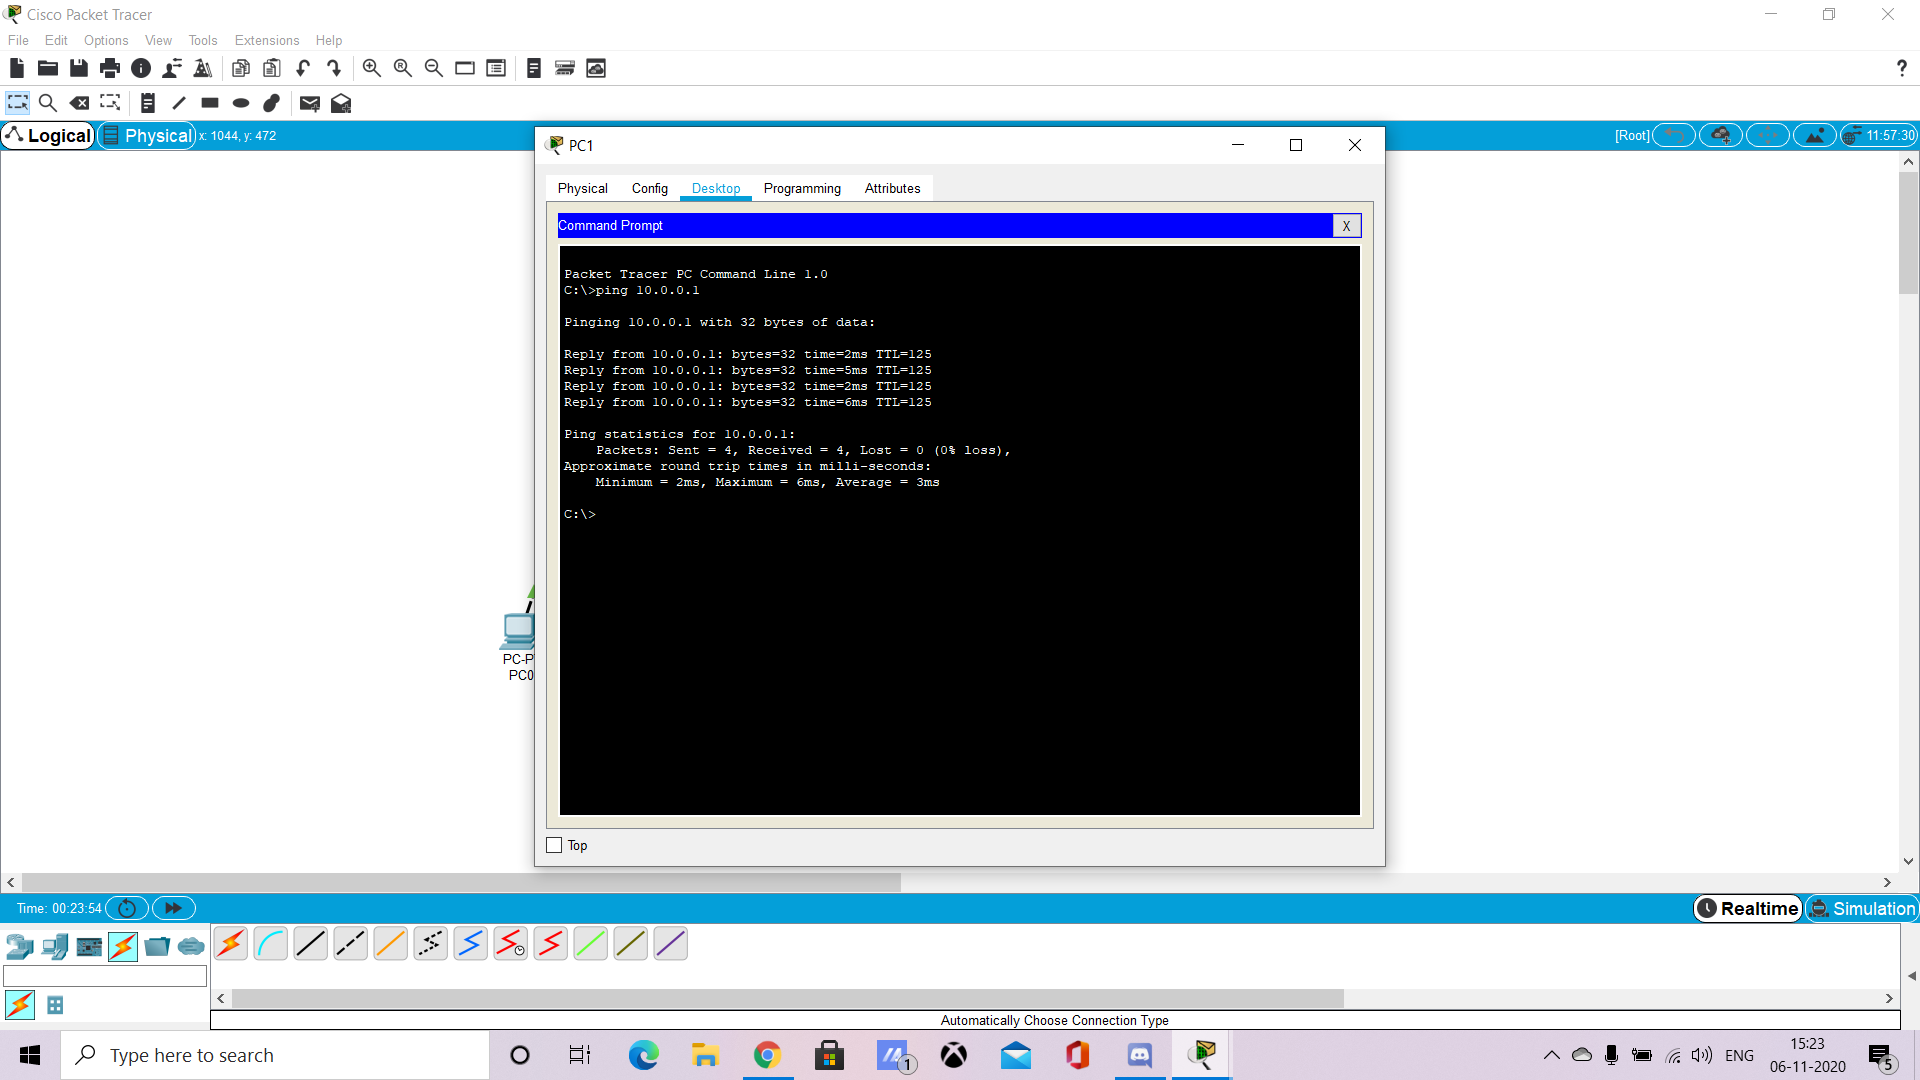 Cisco Packet Tracer
File Edit Options View Tools Extensions Help
?
Logical Physical x: 1044, y: 472
[Root] 11:57:30
PC1
Physical Config Desktop Programming Attributes
Command Prompt
X
Packet Tracer PC Command Line 1.0
C:\>ping 10.0.0.1
Pinging 10.0.0.1 with 32 bytes of data:
Reply from 10.0.0.1: bytes=32 time=2ms TTL=125
Reply from 10.0.0.1: bytes=32 time=5ms TTL=125
Reply from 10.0.0.1: bytes=32 time=2ms TTL=125
Reply from 10.0.0.1: bytes=32 time=6ms TTL=125
Ping statistics for 10.0.0.1:
Packets: Sent = 4, Received = 4, Lost = 0 (0% loss),
Approximate round trip times in milli-seconds:
Minimum = 2ms, Maximum = 6ms, Average = 3ms
C:\>
PC-P
PC0
Top
Time: 00:23:54
Realtime Simulation
Automatically Choose Connection Type
Type here to search
1
ENG
15:23
06-11-2020
5